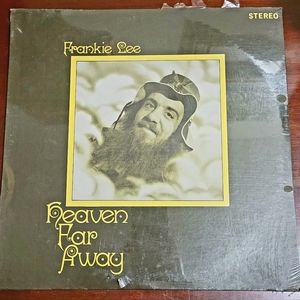 STEREO
Frankie Lee
Heaven
Far
Away